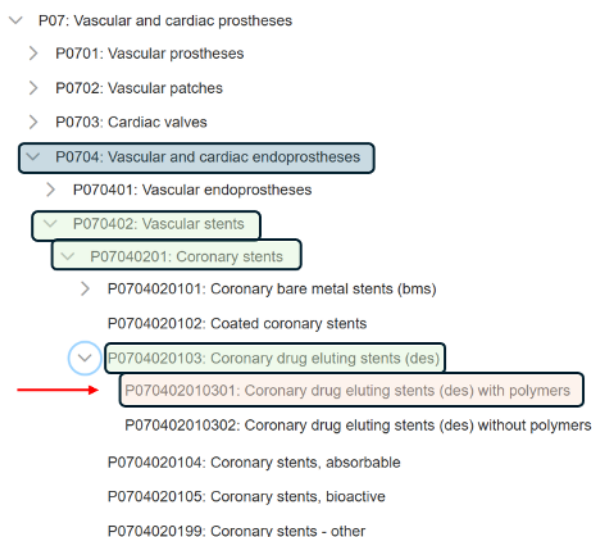 P07: Vascular and cardiac prostheses
P0701: Vascular prostheses
P0702: Vascular patches
P0703: Cardiac valves
P0704: Vascular and cardiac endoprostheses
P070401: Vascular endoprostheses
P070402: Vascular stents
P07040201: Coronary stents
P0704020101: Coronary bare metal stents (bms)
P0704020102: Coated coronary stents
P0704020103: Coronary drug eluting stents (des)
P070402010301: Coronary drug eluting stents (des) with polymers
P070402010302: Coronary drug eluting stents (des) without polymers
P0704020104: Coronary stents, absorbable
P0704020105: Coronary stents, bioactive
P0704020199: Coronary stents - other